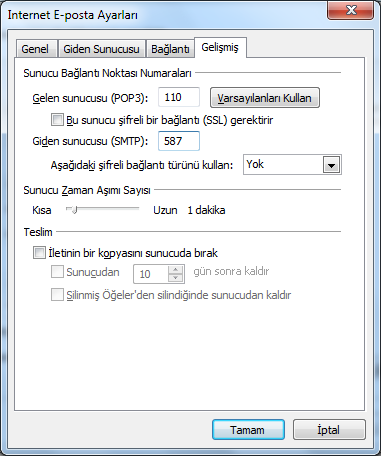 Internet E-posta Ayarları
Genel Giden Sunucusu Bağlantı Gelişmiş
Sunucu Bağlantı Noktası Numaraları
Gelen sunucusu (POP3): 110 Varsayılanları Kullan
Bu sunucu şifreli bir bağlantı (SSL) gerektirir
Giden sunucusu (SMTP): 587
Aşağıdaki şifreli bağlantı türünü kullan: Yok
Sunucu Zaman Aşımı Sayısı
Kısa Uzun 1 dakika
Teslim
İletinin bir kopyasını sunucuda bırak
Sunucudan 10 gün sonra kaldır
Silinmiş Öğeler'den silindiğinde sunucudan kaldır
Tamam İptal